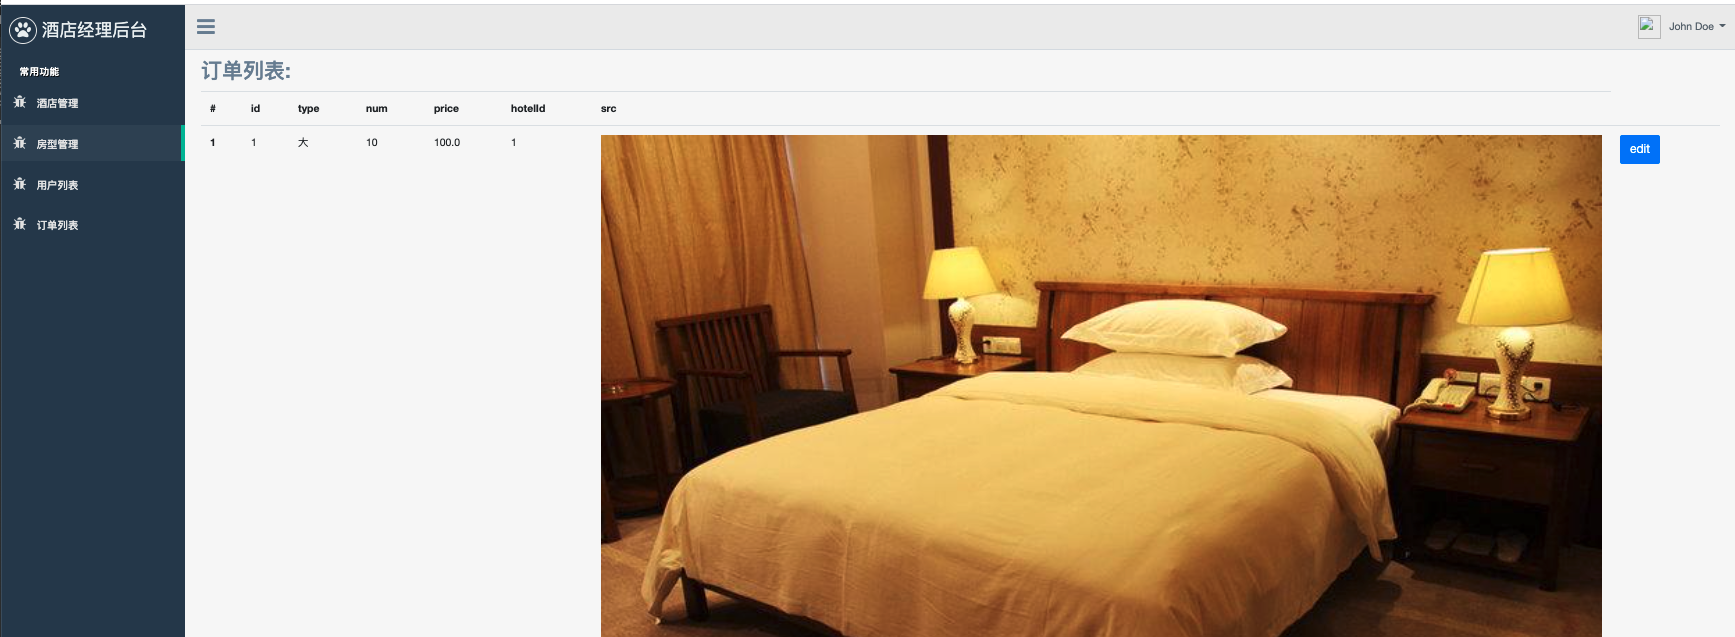 酒店经理后台
John Doe
常用功能
酒店管理
房型管理
用户列表
订单列表
订单列表:
# id type num price hotelId src
1 1 大 10 100.0 1 edit